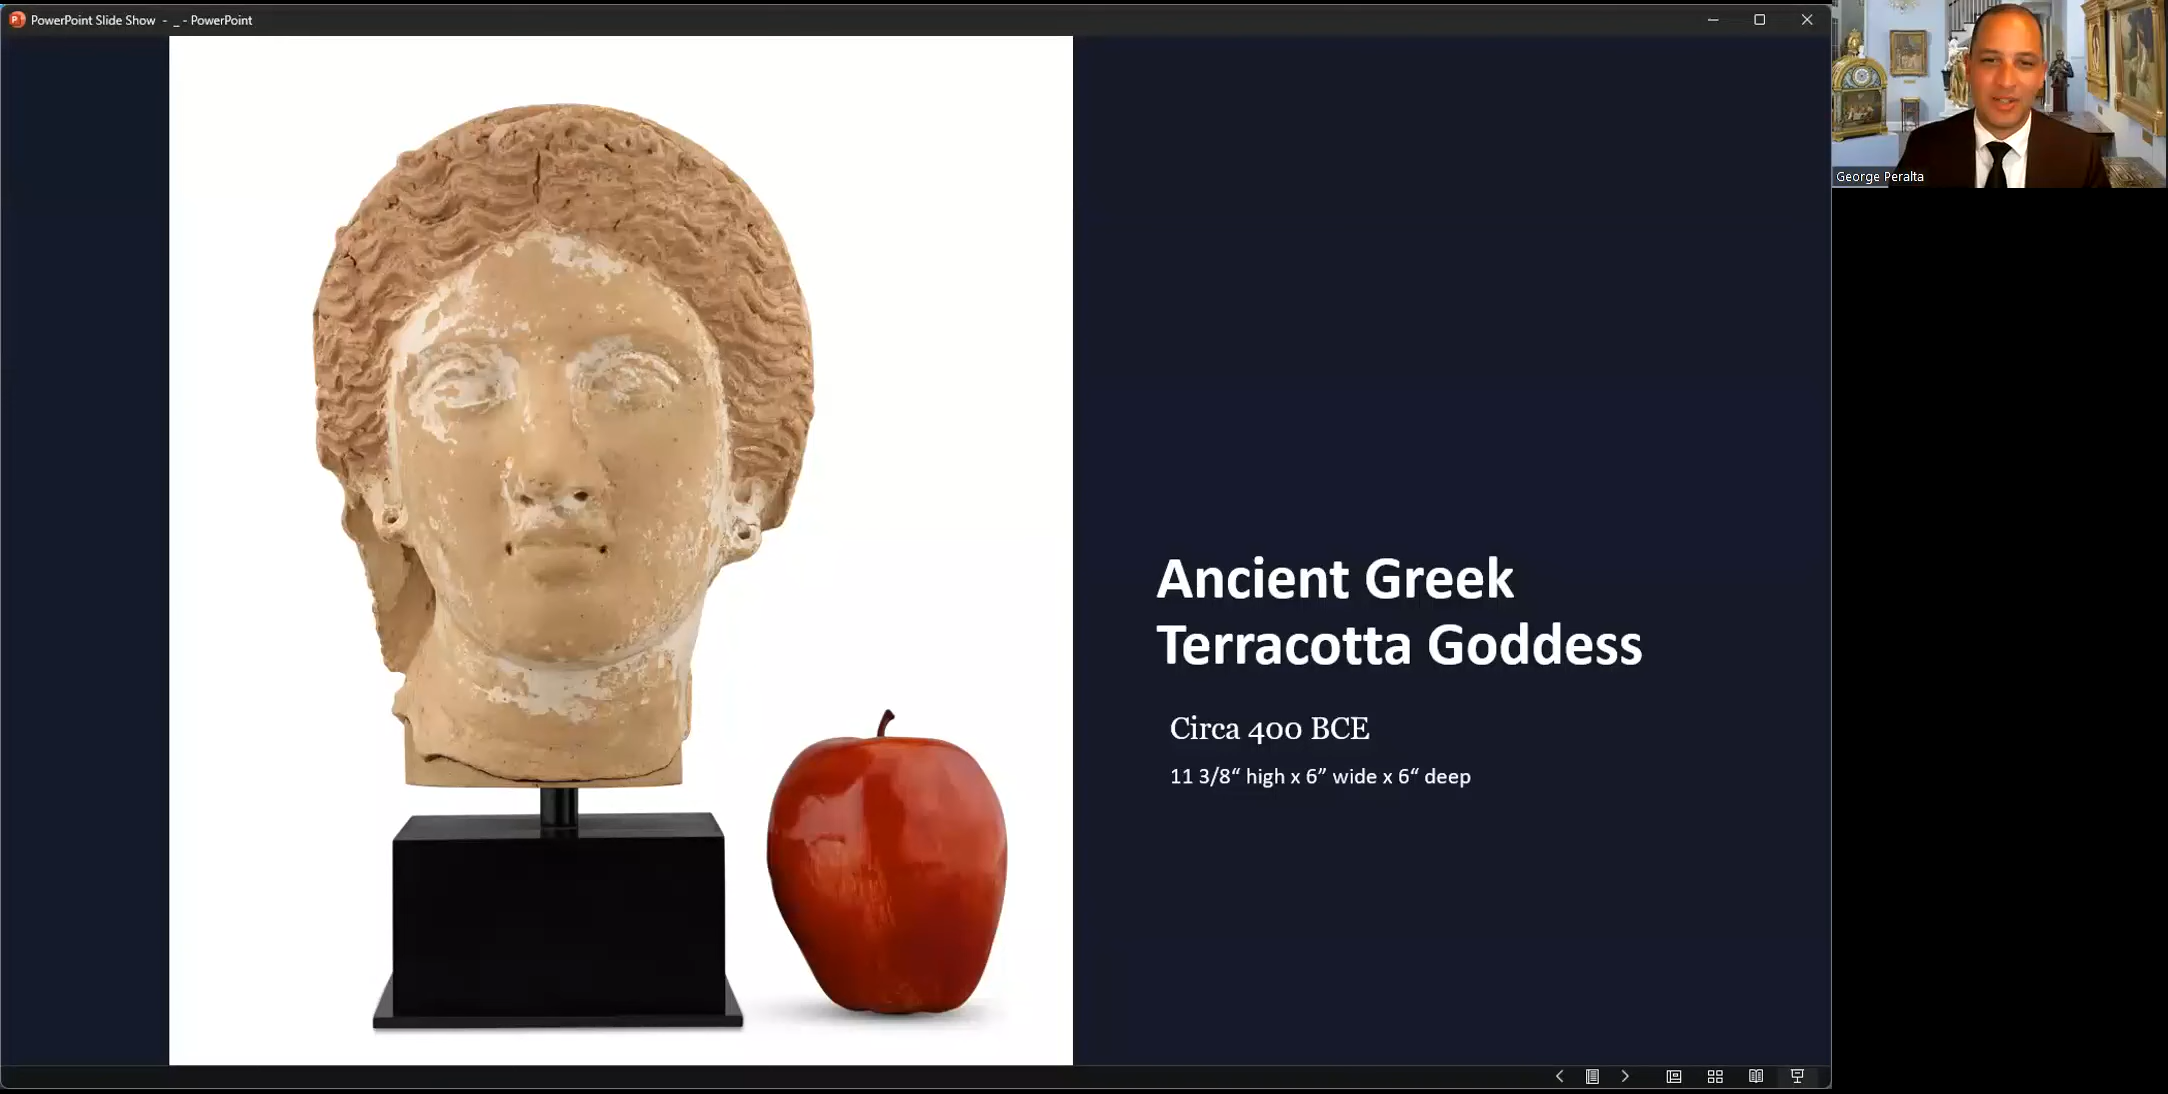 PowerPoint Slide Show - _ - PowerPoint
George Peralta
Ancient Greek
Terracotta Goddess
Circa 400 BCE
11 3/8“ high x 6” wide x 6“ deep